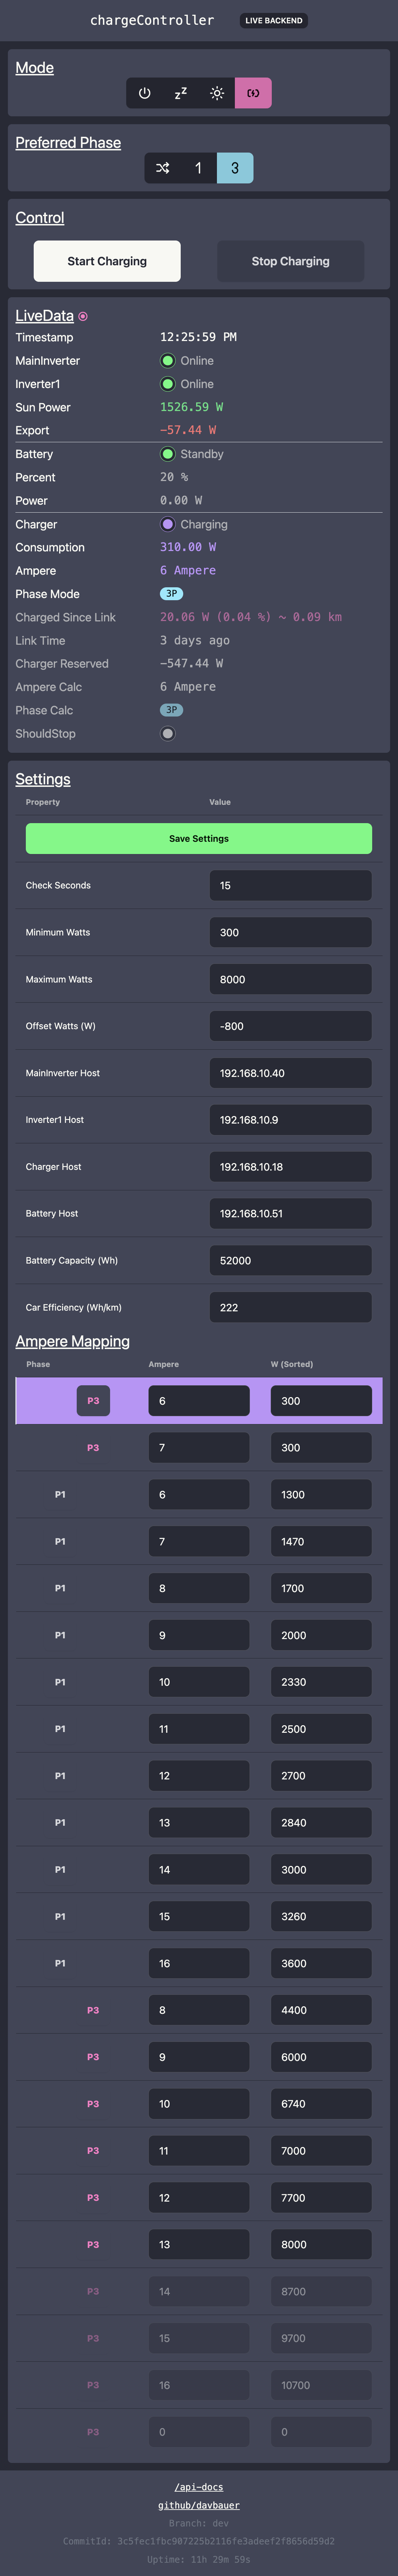 chargeController LIVE BACKEND
Mode
Preferred Phase
1 3
Control
Start Charging Stop Charging
LiveData
Timestamp 12:25:59 PM
MainInverter Online
Inverter1 Online
Sun Power 1526.59 W
Export -57.44 W
Battery Standby
Percent 20 %
Power 0.00 W
Charger Charging
Consumption 310.00 W
Ampere 6 Ampere
Phase Mode 3P
Charged Since Link 20.06 W (0.04 %) ~ 0.09 km
Link Time 3 days ago
Charger Reserved -547.44 W
Ampere Calc 6 Ampere
Phase Calc 3P
ShouldStop
Settings
Property Value
Save Settings
Check Seconds 15
Minimum Watts 300
Maximum Watts 8000
Offset Watts (W) -800
MainInverter Host 192.168.10.40
Inverter1 Host 192.168.10.9
Charger Host 192.168.10.18
Battery Host 192.168.10.51
Battery Capacity (Wh) 52000
Car Efficiency (Wh/km) 222
Ampere Mapping
Phase Ampere W (Sorted)
P3 6 300
P3 7 300
P1 6 1300
P1 7 1470
P1 8 1700
P1 9 2000
P1 10 2330
P1 11 2500
P1 12 2700
P1 13 2840
P1 14 3000
P1 15 3260
P1 16 3600
P3 8 4400
P3 9 6000
P3 10 6740
P3 11 7000
P3 12 7700
P3 13 8000
P3 14 8700
P3 15 9700
P3 16 10700
P3 0 0
/api-docs
github/davbauer
Branch: dev
CommitId: 3c5fec1fbc907225b2116fe3adeef2f8656d59d2
Uptime: 11h 29m 59s